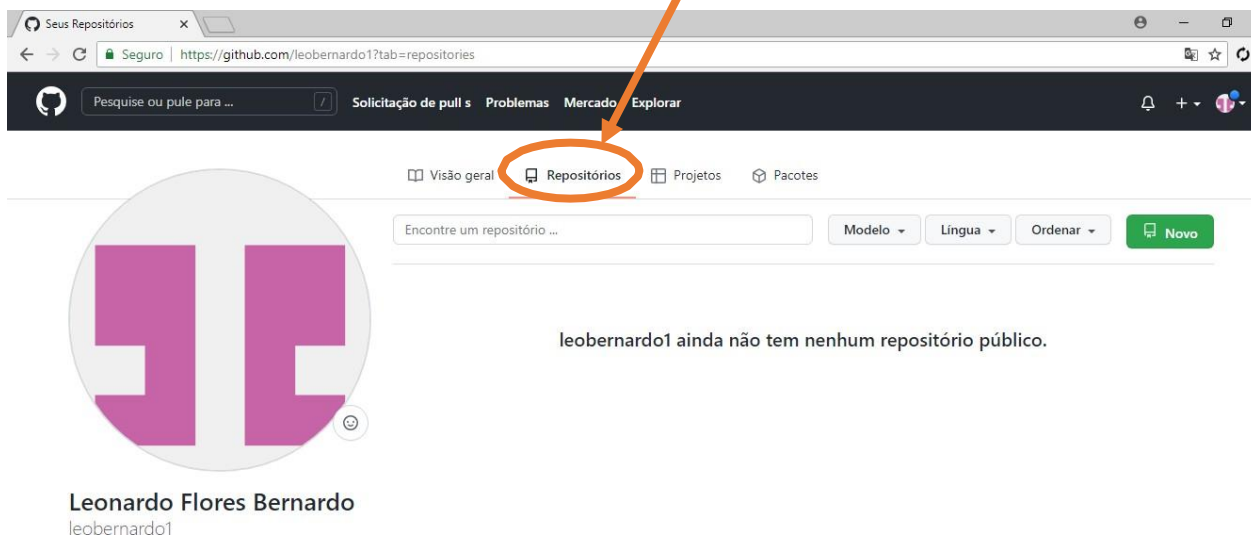 Seus Repositórios
Seguro | https://github.com/leobernardo1?tab=repositories
Pesquise ou pule para ... /
Solicitação de pull s Problemas Mercado Explorar
Visão geral Repositórios Projetos Pacotes
Encontre um repositório ... Modelo Língua Ordenar Novo
leobernardo1 ainda não tem nenhum repositório público.
Leonardo Flores Bernardo
leobernardo1